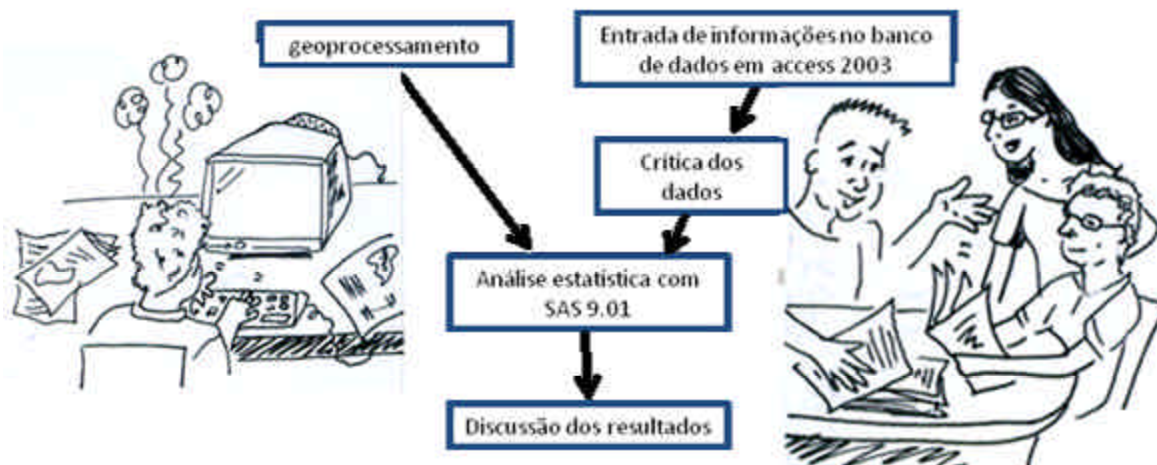 geoprocessamento
Entrada de informações no banco
de dados em access 2003
Crítica dos
dados
Análise estatística com
SAS 9.01
Discussão dos resultados